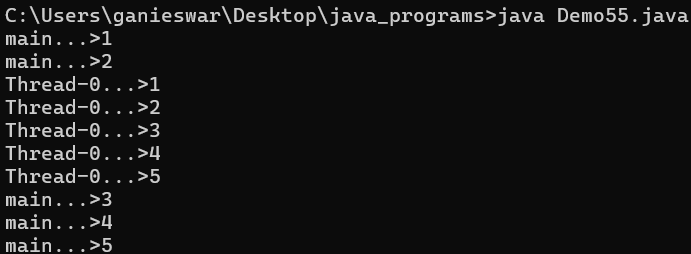 C:\Users\ganieswar\Desktop\java_programs>java Demo55.java
main...>1
main...>2
Thread-0...>1
Thread-0...>2
Thread-0...>3
Thread-0...>4
Thread-0...>5
main...>3
main...>4
main...>5